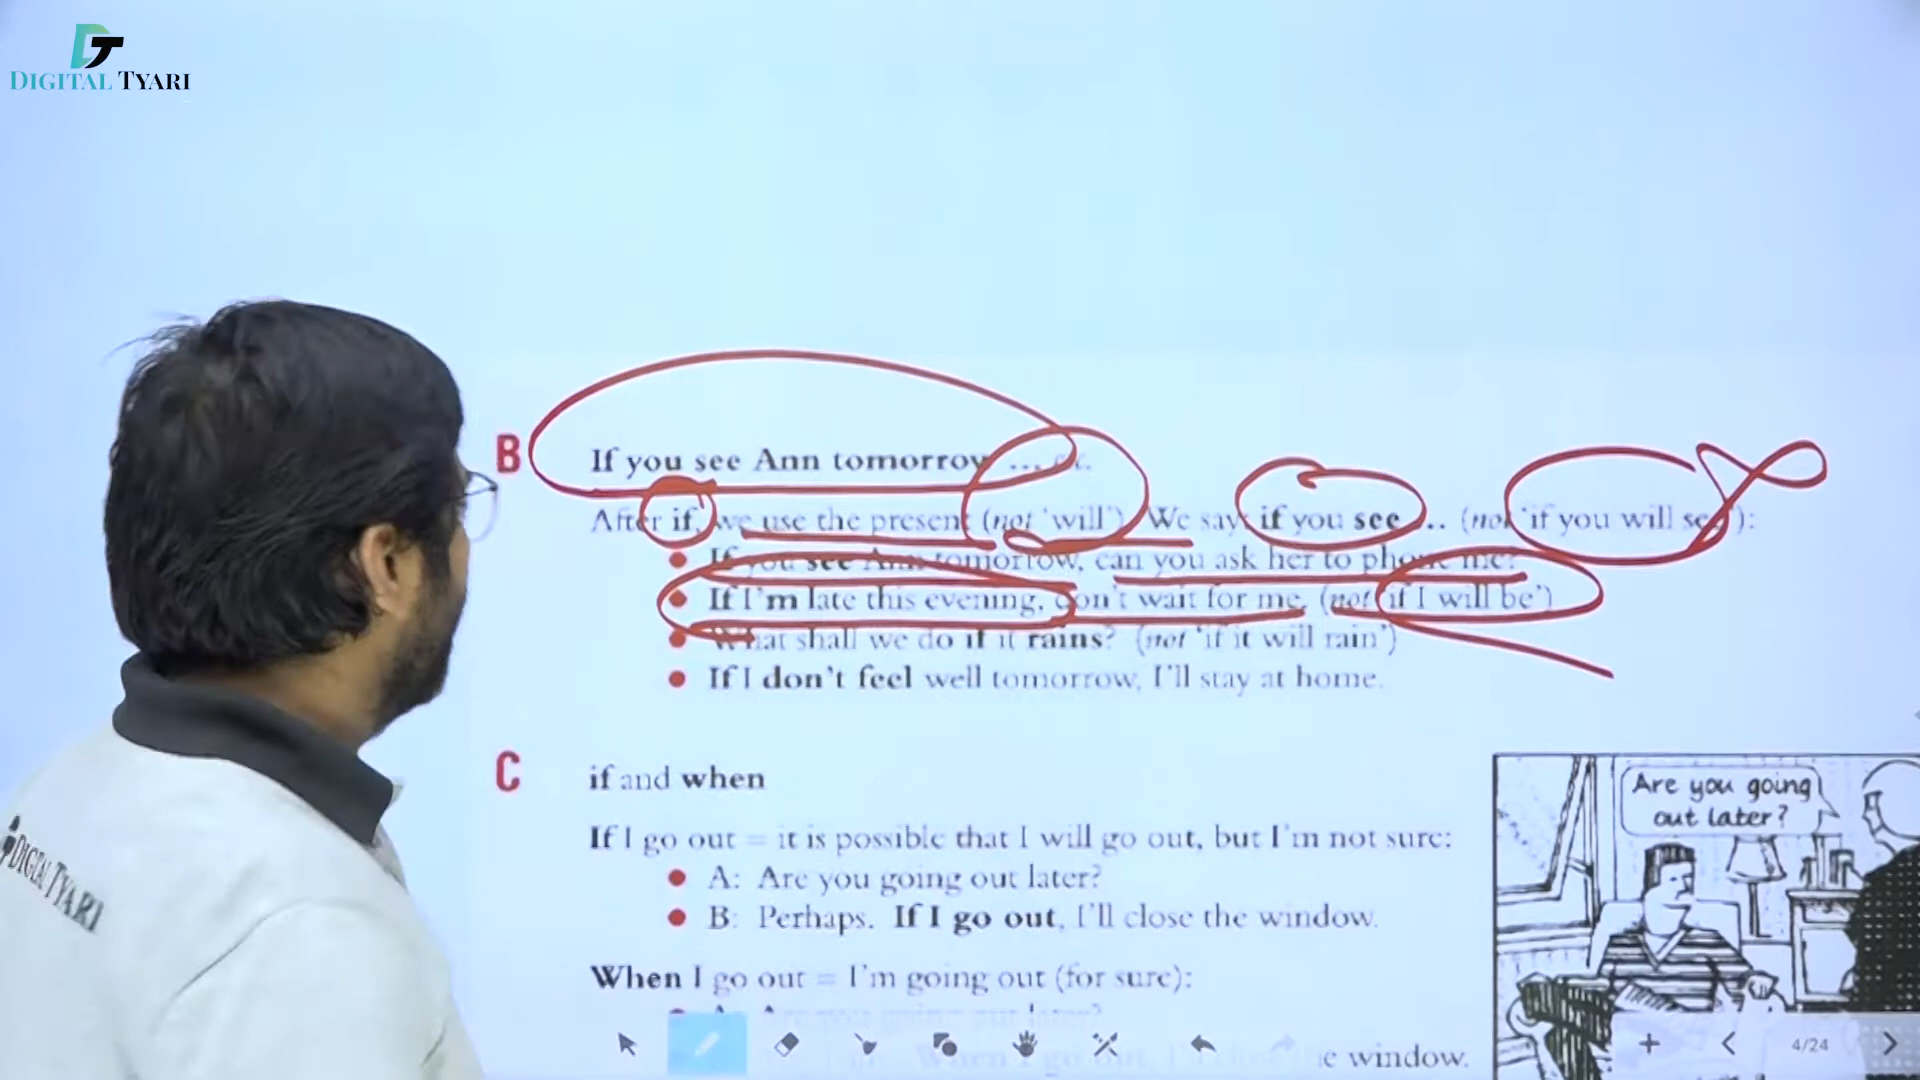 DIGITAL TYARI
B If you see Ann tomorrow ...
After if, we use the present (not 'will'). We say if you see ... (not 'if you will see'):
• If you see Ann tomorrow, can you ask her to phone me?
• If I'm late this evening, don't wait for me. (not 'if I will be')
• What shall we do if it rains? (not 'if it will rain')
• If I don't feel well tomorrow, I'll stay at home.
C if and when
If I go out = it is possible that I will go out, but I'm not sure:
• A: Are you going out later?
• B: Perhaps. If I go out, I'll close the window.
When I go out = I'm going out (for sure):
window.
Are you going
out later?
4/24
DIGITAL TYARI